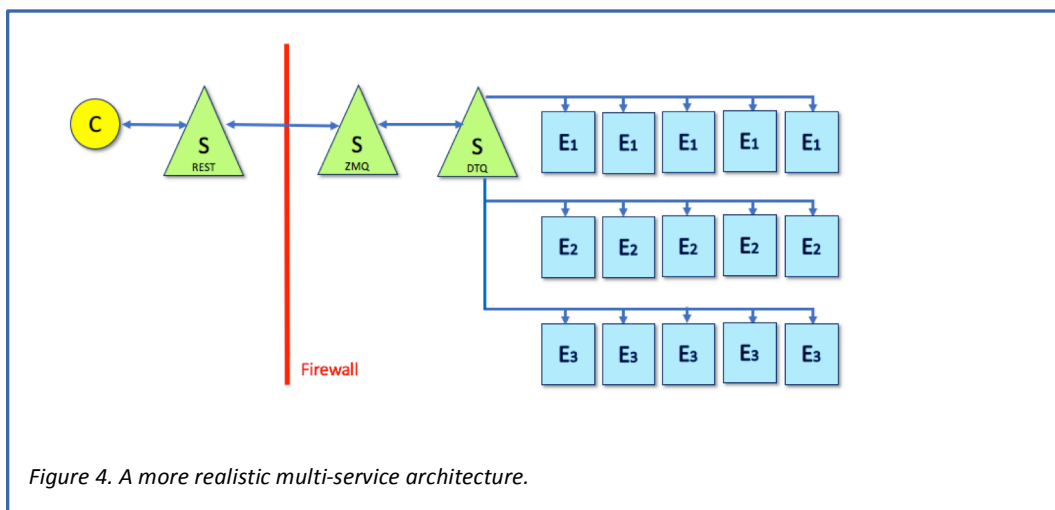 C
S
REST
S
ZMQ
S
DTQ
E1 E1 E1 E1 E1
E2 E2 E2 E2 E2
E3 E3 E3 E3 E3
Firewall
Figure 4. A more realistic multi-service architecture.